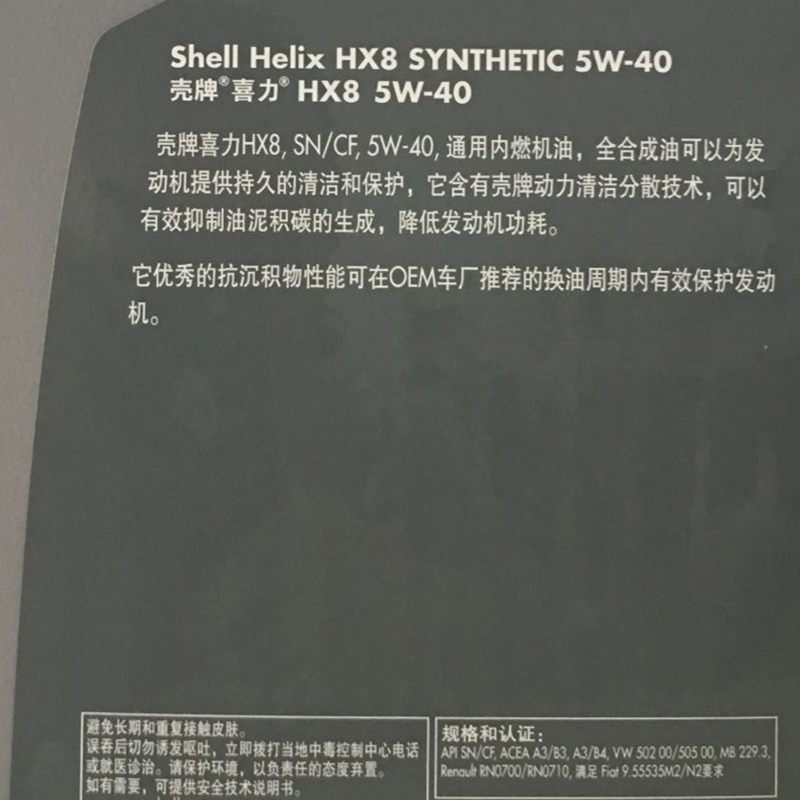 Shell Helix HX8 SYNTHETIC 5W-40
壳牌®喜力® HX8 5W-40
壳牌喜力HX8, SN/CF, 5W-40, 通用内燃机油，全合成油可以为发
动机提供持久的清洁和保护，它含有壳牌动力清洁分散技术，可以
有效抑制油泥积碳的生成，降低发动机功耗。
它优秀的抗沉积物性能可在OEM车厂推荐的换油周期内有效保护发动
机。
避免长期和重复接触皮肤。
误吞后切勿诱发呕吐，立即拨打当地中毒控制中心电话
或就医诊治。请保护环境，以负责任的态度弃置。
如有需要，可提供安全技术说明书。
规格和认证：
API SN/CF, ACEA A3/B3, A3/B4, VW 502 00/505 00, MB 229.3,
Renault RN0700/RN0710, 满足 Fiat 9.55535M2/N2要求